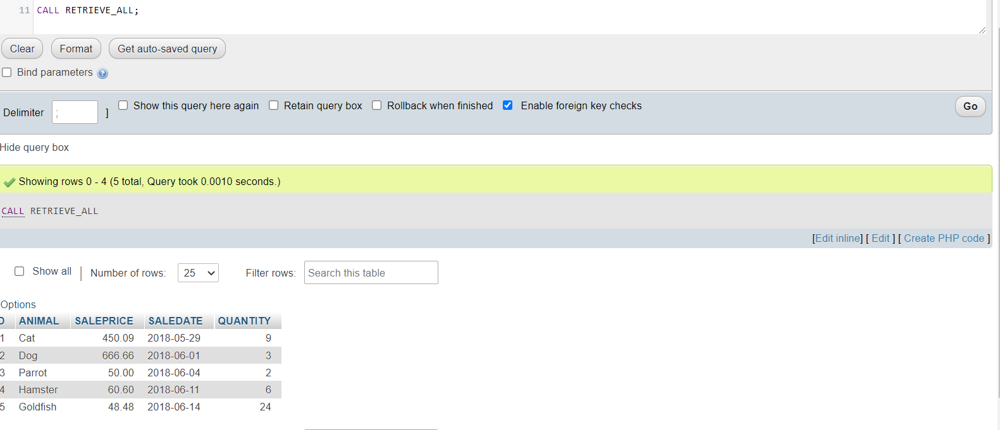 11 CALL RETRIEVE_ALL;
Clear Format Get auto-saved query
Bind parameters
Delimiter ; ] Show this query here again Retain query box Rollback when finished Enable foreign key checks Go
Hide query box
Showing rows 0 - 4 (5 total, Query took 0.0010 seconds.)
CALL RETRIEVE_ALL
[Edit inline] [ Edit ] [ Create PHP code ]
Show all | Number of rows: 25 Filter rows: Search this table
Options
ANIMAL SALEPRICE SALEDATE QUANTITY
1 Cat 450.09 2018-05-29 9
2 Dog 666.66 2018-06-01 3
3 Parrot 50.00 2018-06-04 2
4 Hamster 60.60 2018-06-11 6
5 Goldfish 48.48 2018-06-14 24